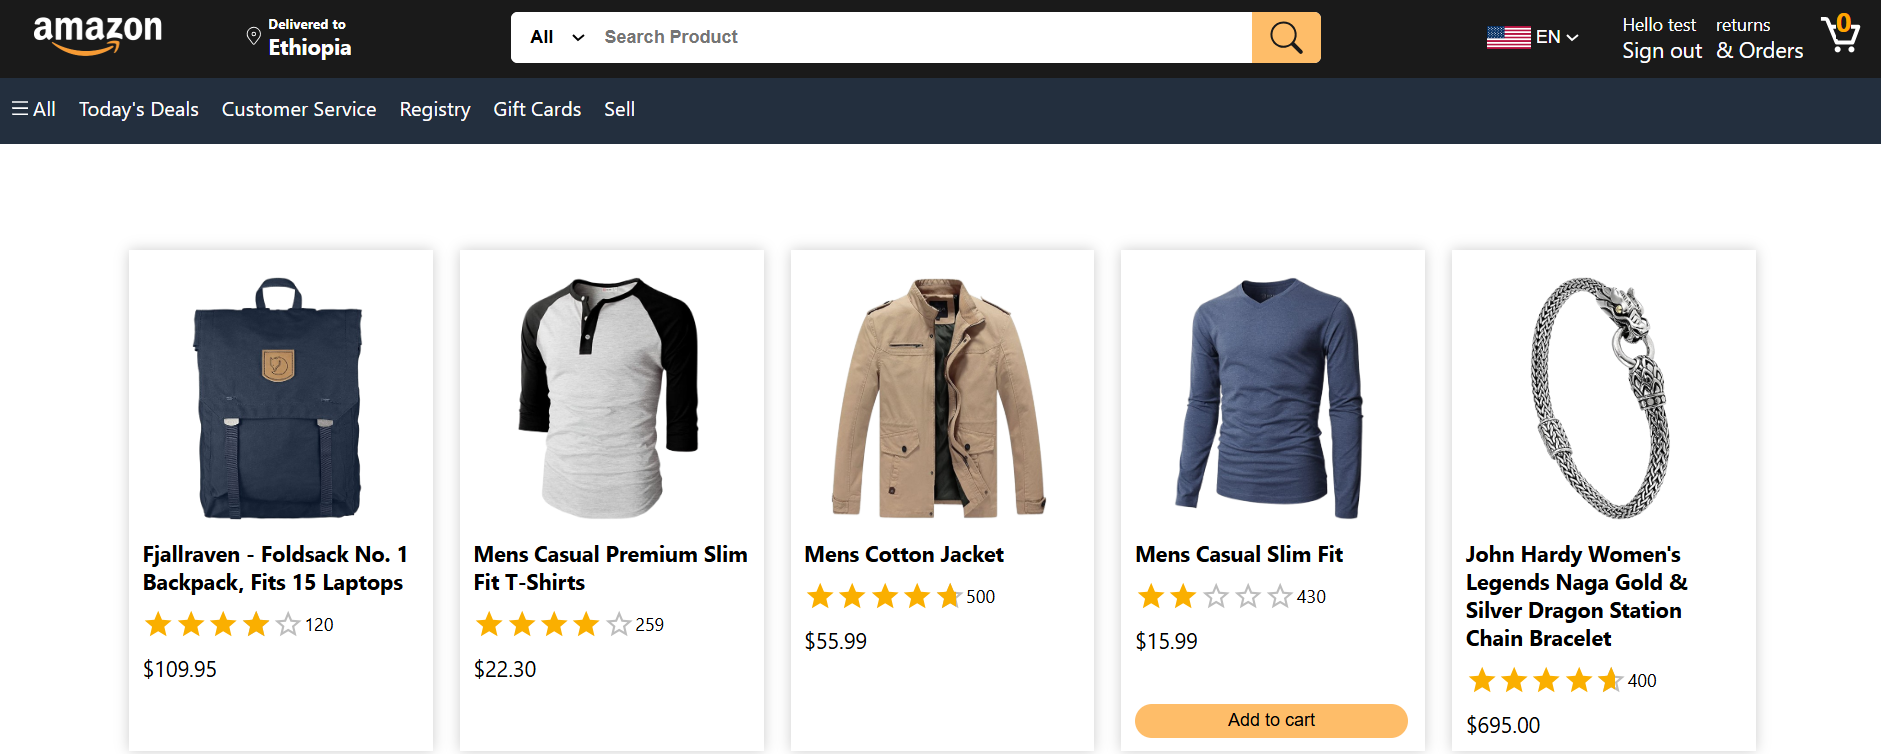 amazon
Delivered to
Ethiopia
All
Search Product
EN
Hello test
Sign out
returns
& Orders
0
All
Today's Deals
Customer Service
Registry
Gift Cards
Sell
Fjallraven - Foldsack No. 1
Backpack, Fits 15 Laptops
120
$109.95
Mens Casual Premium Slim
Fit T-Shirts
259
$22.30
Mens Cotton Jacket
500
$55.99
Mens Casual Slim Fit
430
$15.99
Add to cart
John Hardy Women's
Legends Naga Gold &
Silver Dragon Station
Chain Bracelet
400
$695.00